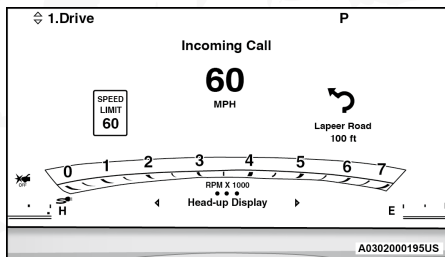 1.Drive P
Incoming Call
60
MPH
SPEED
LIMIT
60
Lapeer Road
100 ft
0 1 2 3 4 5 6 7
RPM X 1000
OFF
H Head-up Display E
A0302000195US